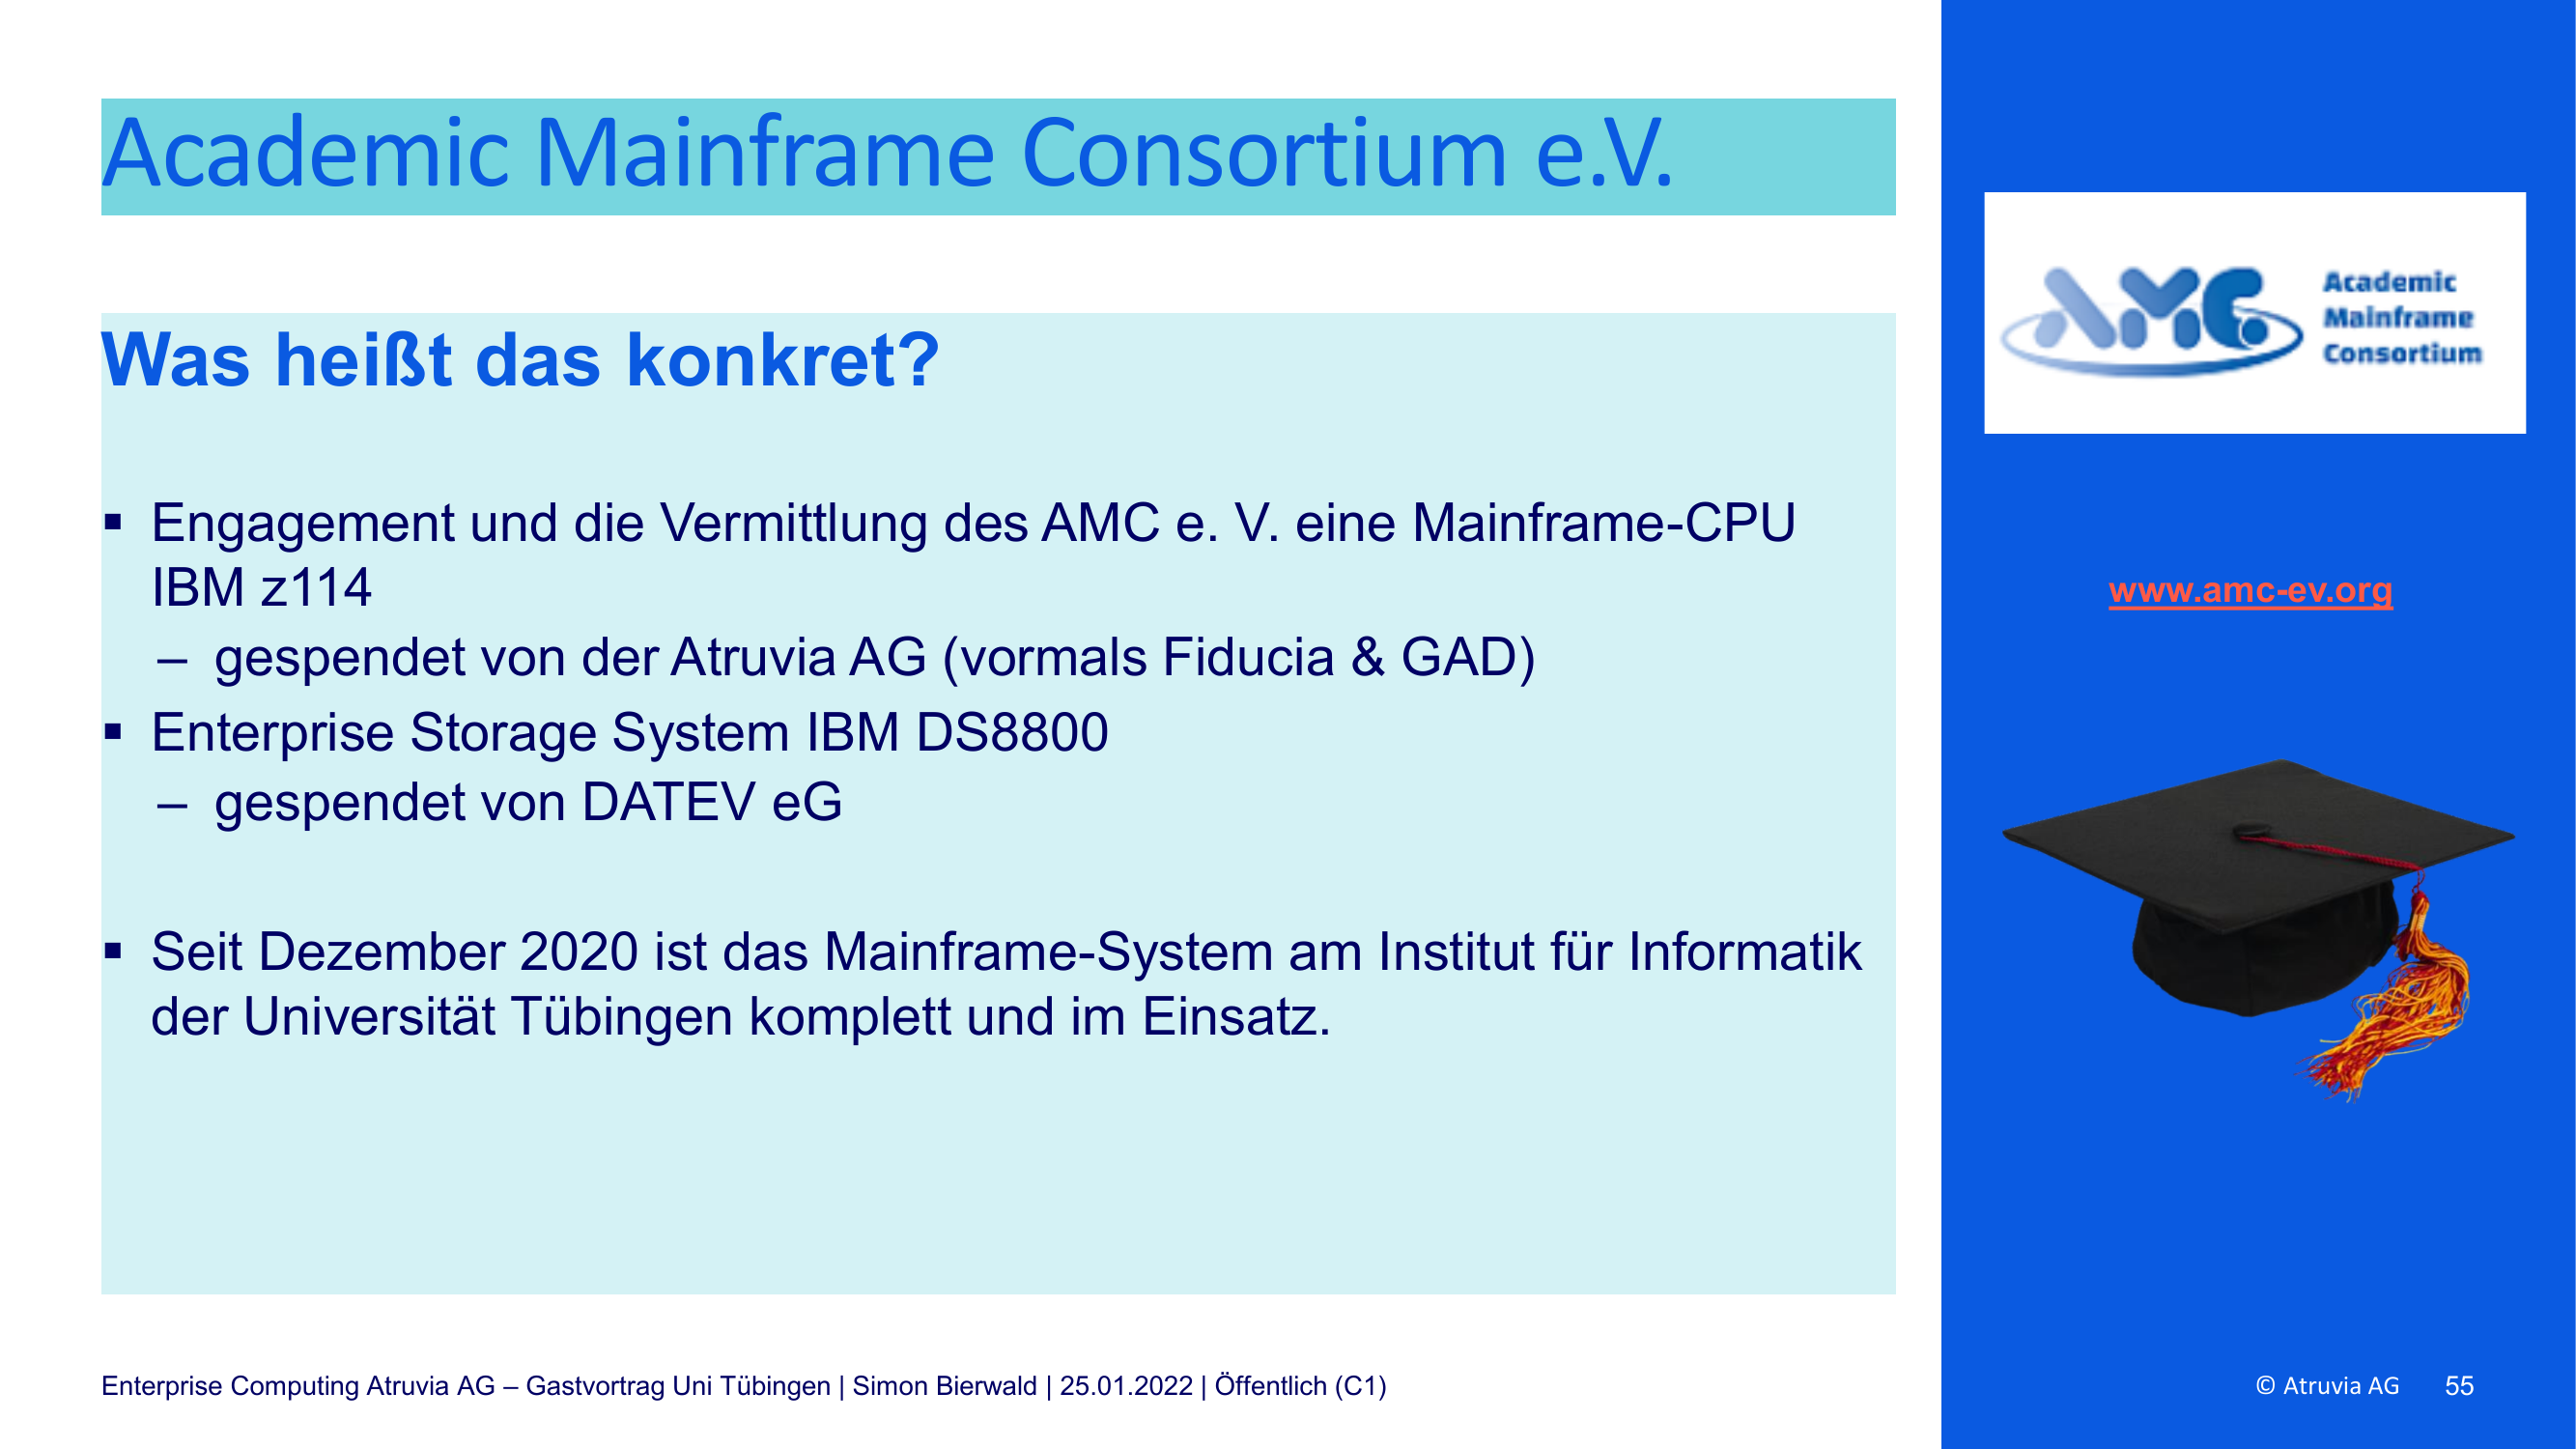 Academic Mainframe Consortium e.V.
Was heißt das konkret?
▪ Engagement und die Vermittlung des AMC e. V. eine Mainframe-CPU
IBM z114
– gespendet von der Atruvia AG (vormals Fiducia & GAD)
▪ Enterprise Storage System IBM DS8800
– gespendet von DATEV eG
▪ Seit Dezember 2020 ist das Mainframe-System am Institut für Informatik
der Universität Tübingen komplett und im Einsatz.
AMC
Academic
Mainframe
Consortium
www.amc-ev.org
Enterprise Computing Atruvia AG – Gastvortrag Uni Tübingen | Simon Bierwald | 25.01.2022 | Öffentlich (C1)
© Atruvia AG 55